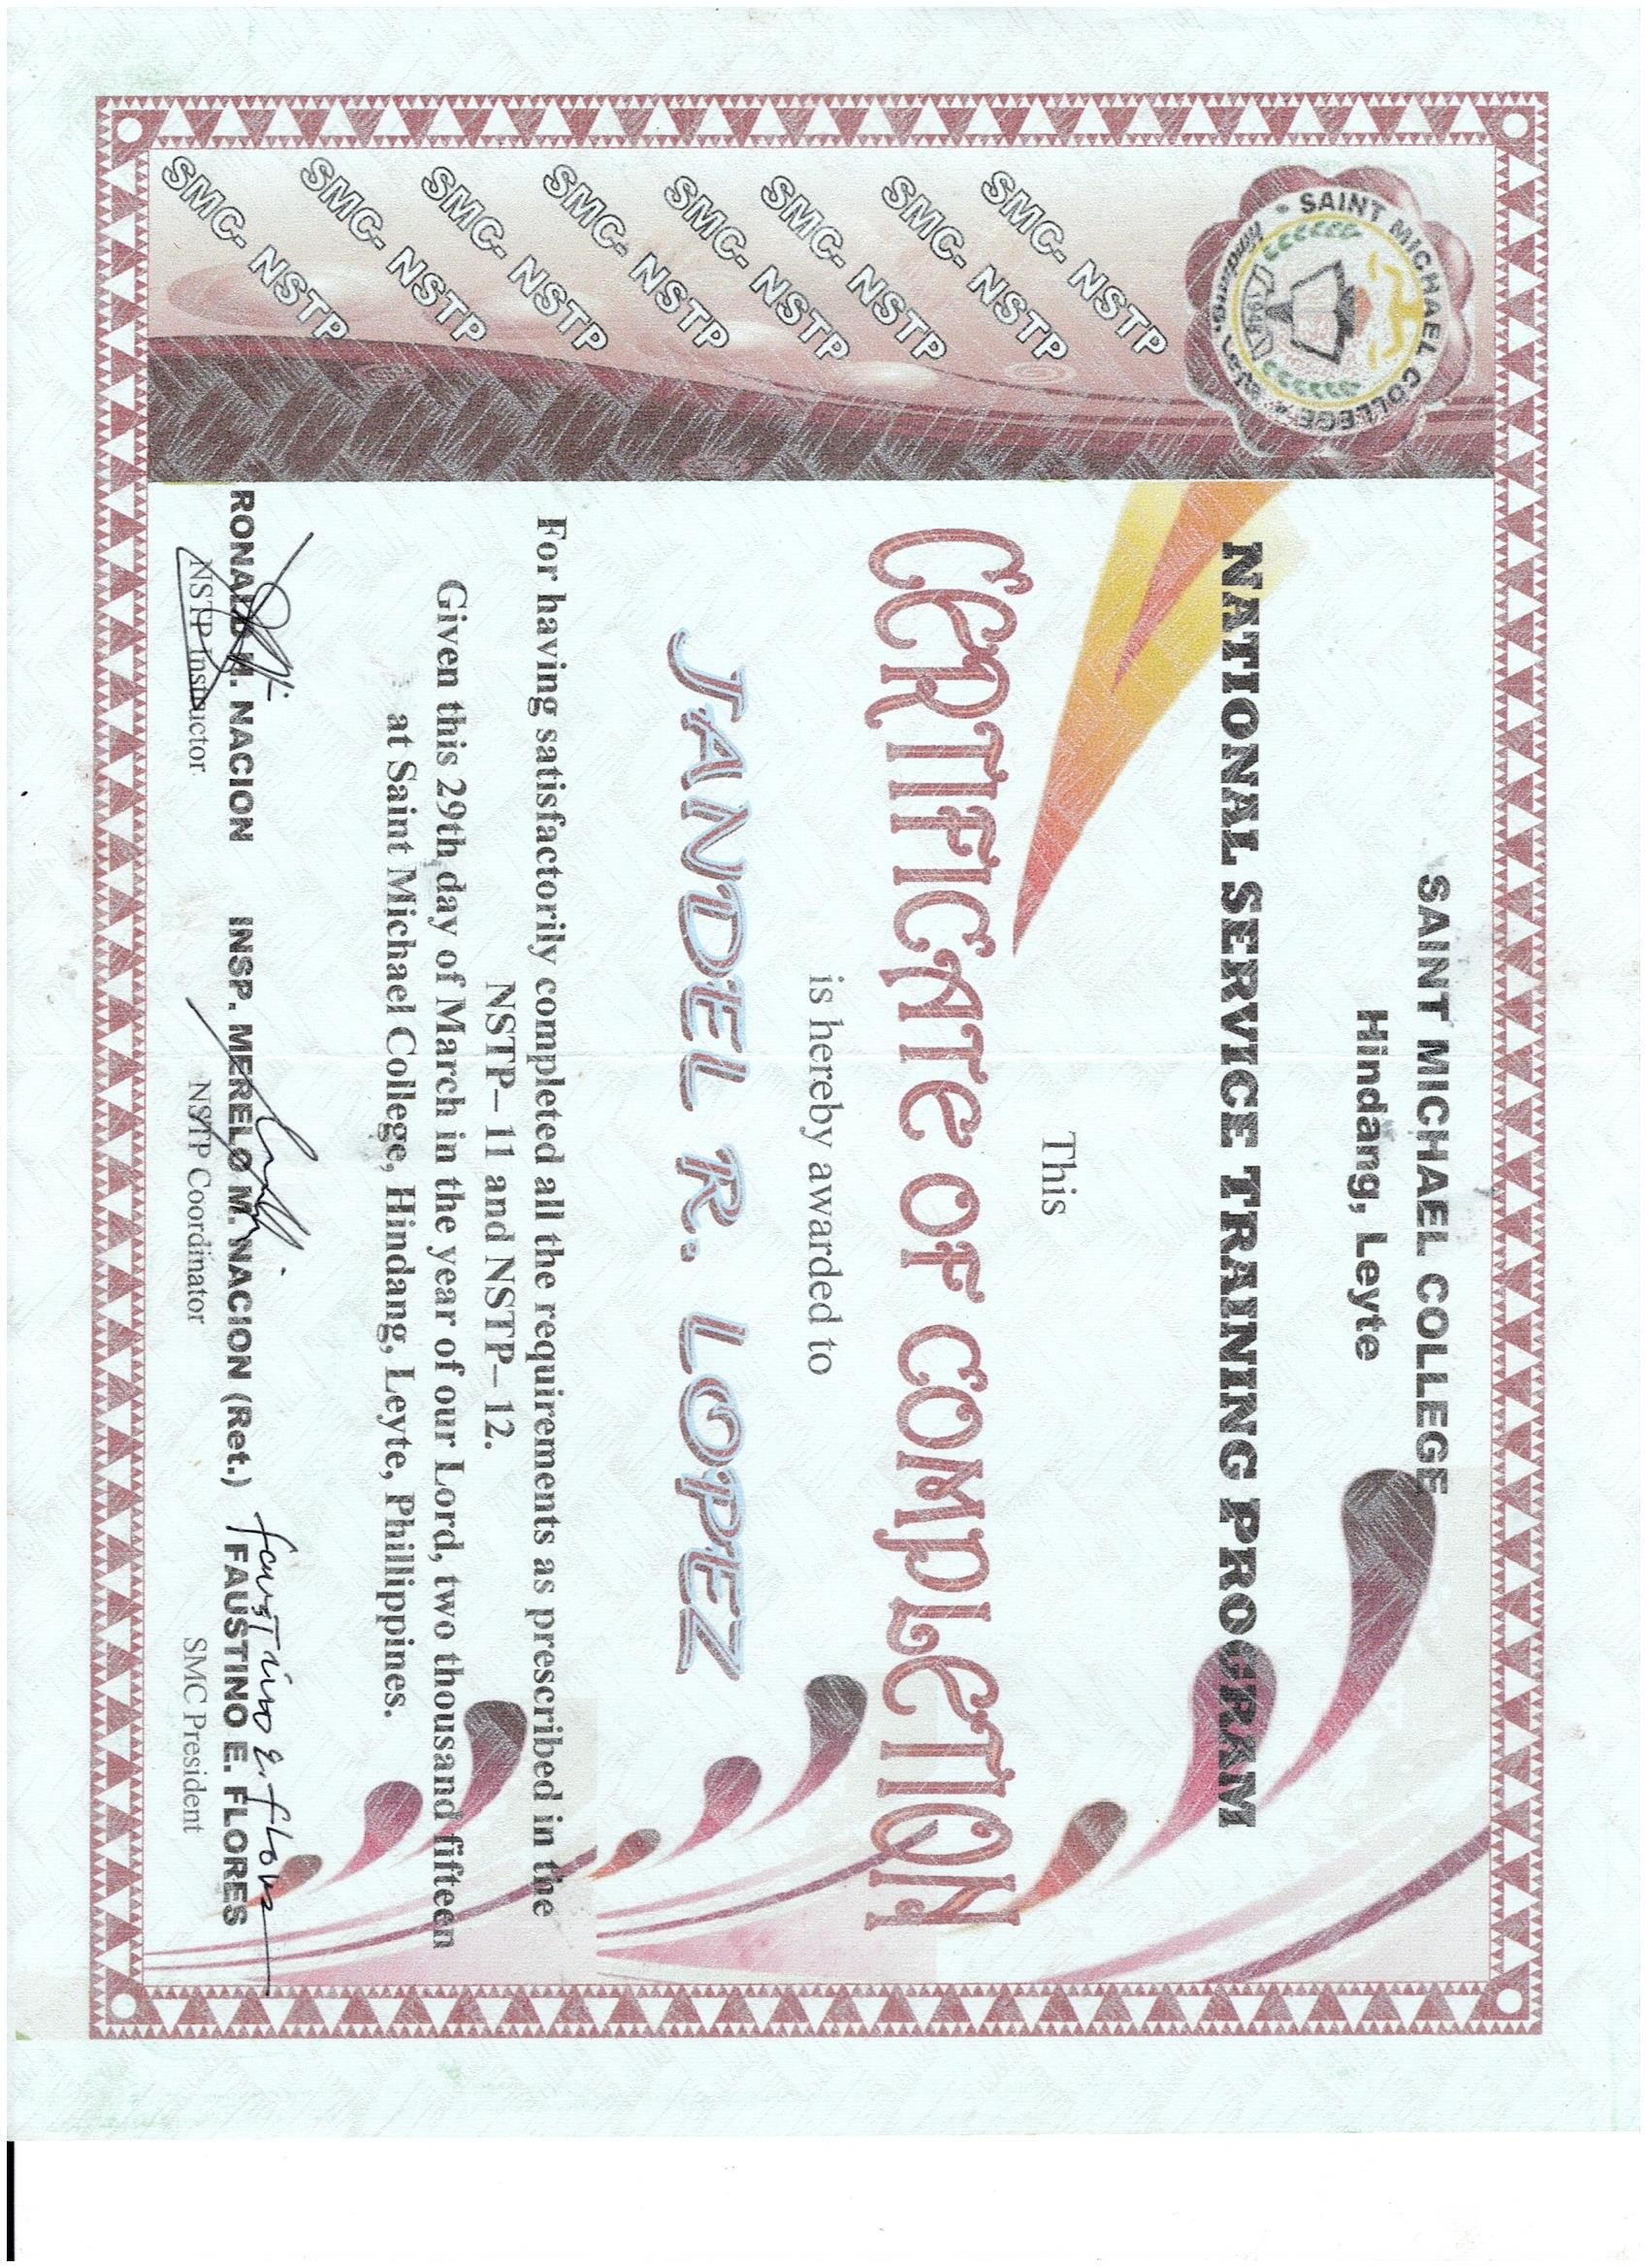 SAINT MICHAEL COLLEGE
Hindang, Leyte
SAINT MICHAEL COLLEGE
Hindang, Leyte
NATIONAL SERVICE TRAINING PROGRAM
This
CERTIFICATE OF COMPLETION
is hereby awarded to
JANDEL R. LOPEZ
For having satisfactorily completed all the requirements as prescribed in the
NSTP– 11 and NSTP– 12.
Given this 29th day of March in the year of our Lord, two thousand fifteen
at Saint Michael College, Hindang, Leyte, Phillippines.
Faustino E. Flores
RONALD M. NACION
INSP. MERELO M. NACION (Ret.)
FAUSTINO E. FLORES
NSTP Instructor
NSTP Coordinator
SMC President
SMC- NSTP
SMC- NSTP
SMC- NSTP
SMC- NSTP
SMC- NSTP
SMC- NSTP
SMC- NSTP
SMC- NSTP